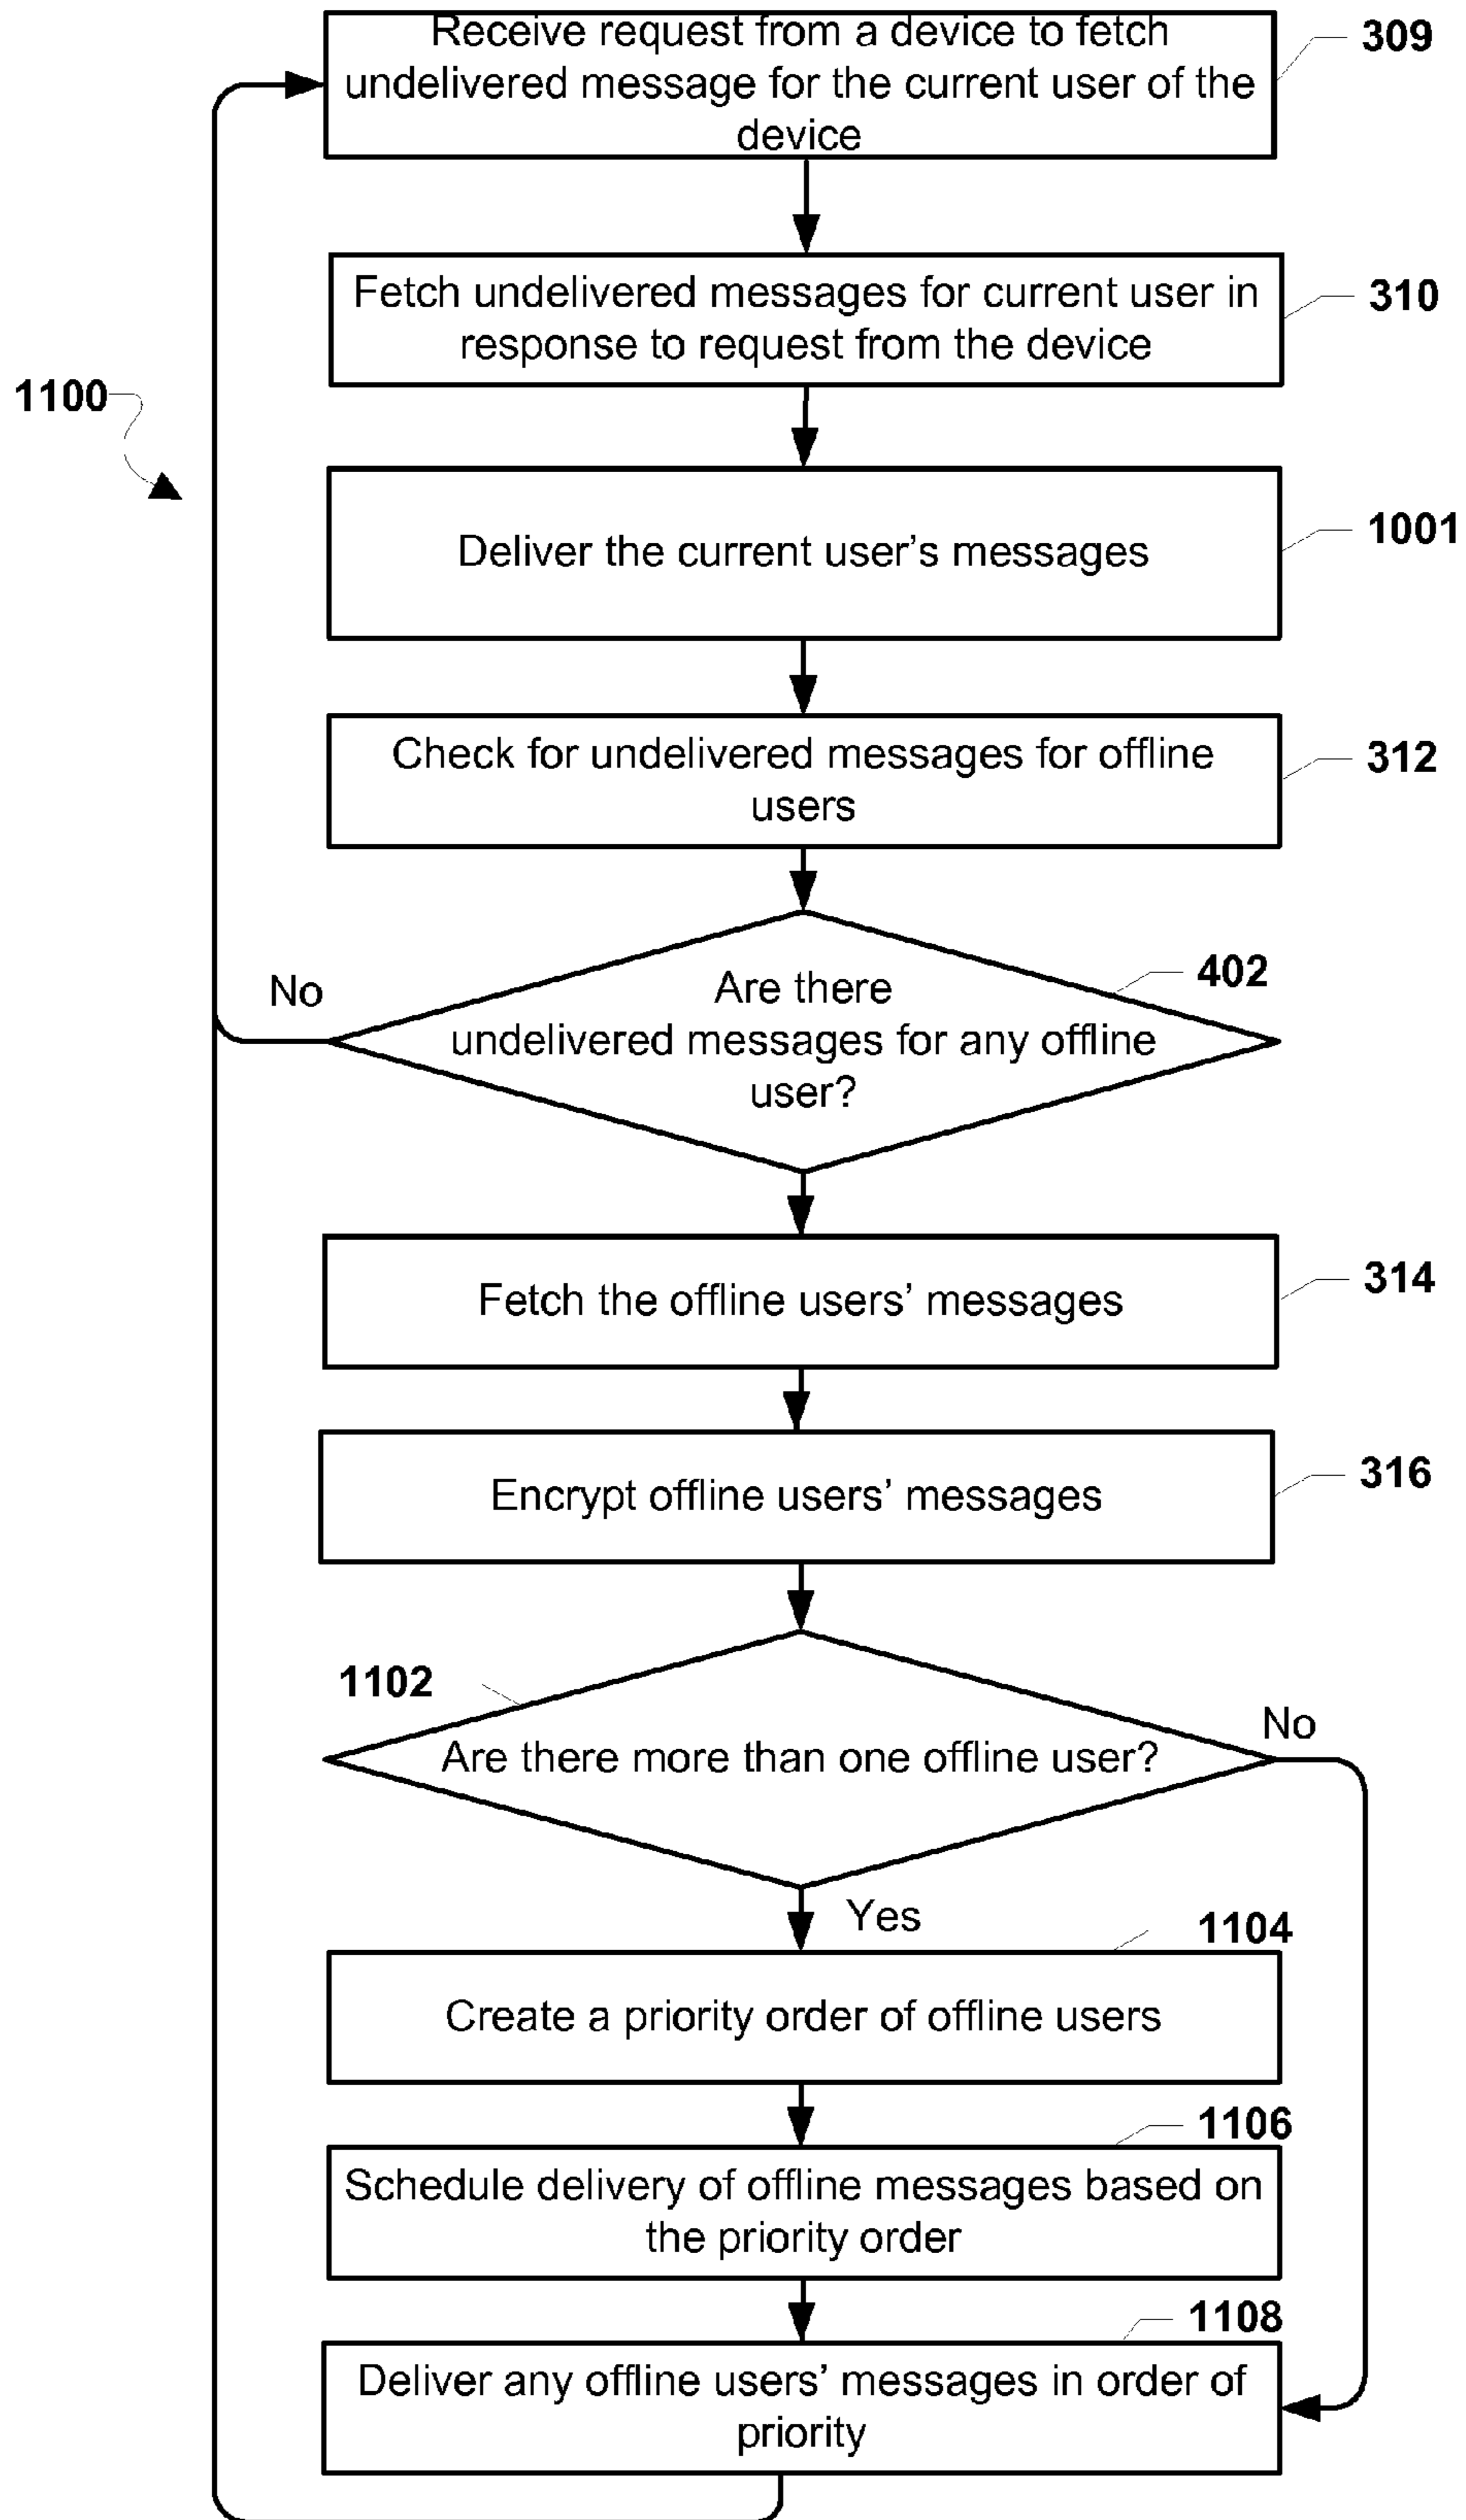 Receive request from a device to fetch
undelivered message for the current user of the
device
309
Fetch undelivered messages for current user in
response to request from the device
310
1100
Deliver the current user’s messages
1001
Check for undelivered messages for offline
users
312
No
Are there
undelivered messages for any offline
user?
402
Fetch the offline users’ messages
314
Encrypt offline users’ messages
316
1102
Are there more than one offline user?
No
Yes
1104
Create a priority order of offline users
1106
Schedule delivery of offline messages based on
the priority order
1108
Deliver any offline users’ messages in order of
priority